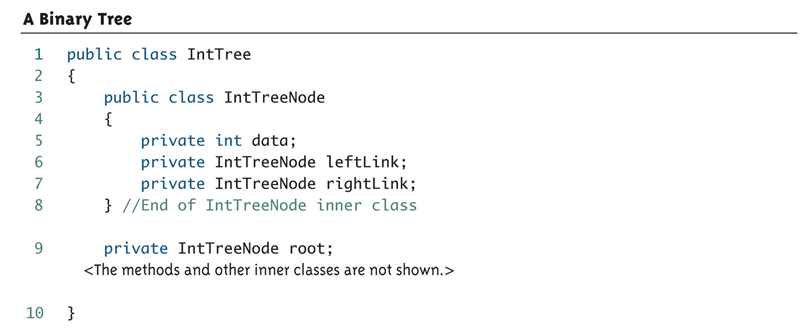 A Binary Tree
1 public class IntTree
2 {
3 public class IntTreeNode
4 {
5 private int data;
6 private IntTreeNode leftLink;
7 private IntTreeNode rightLink;
8 } //End of IntTreeNode inner class
9 private IntTreeNode root;
<The methods and other inner classes are not shown.>
10 }